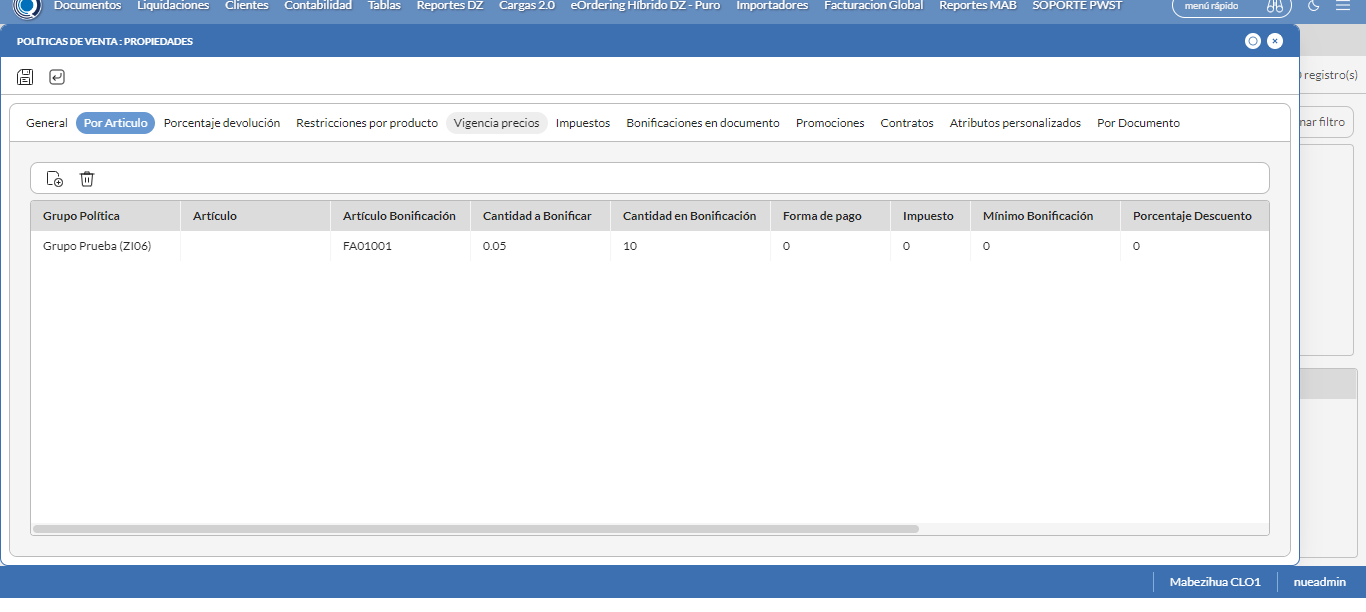 Documentos Liquidaciones Clientes Contabilidad Tablas Reportes DZ Cargas 2.0 eOrdering Híbrido DZ - Puro Importadores Facturacion Global Reportes MAB SOPORTE PWST menú rápido
POLÍTICAS DE VENTA : PROPIEDADES
registro(s)
General Por Articulo Porcentaje devolución Restricciones por producto Vigencia precios Impuestos Bonificaciones en documento Promociones Contratos Atributos personalizados Por Documento
filtro
Grupo Política Artículo Artículo Bonificación Cantidad a Bonificar Cantidad en Bonificación Forma de pago Impuesto Mínimo Bonificación Porcentaje Descuento
Grupo Prueba (ZI06) FA01001 0.05 10 0 0 0 0
Mabezihua CLO1 nueadmin